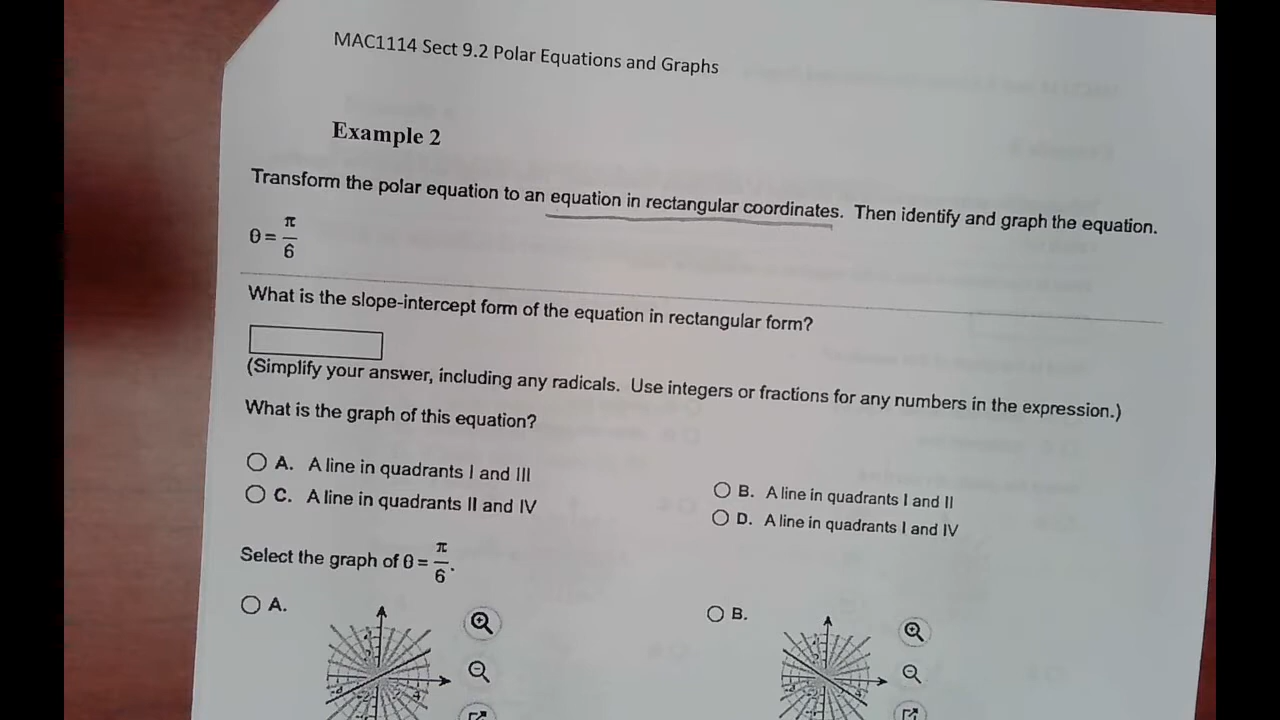 MAC1114 Sect 9.2 Polar Equations and Graphs
Example 2
Transform the polar equation to an equation in rectangular coordinates. Then identify and graph the equation.
θ = π/6
What is the slope-intercept form of the equation in rectangular form?
(Simplify your answer, including any radicals. Use integers or fractions for any numbers in the expression.)
What is the graph of this equation?
A. A line in quadrants I and III
B. A line in quadrants I and II
C. A line in quadrants II and IV
D. A line in quadrants I and IV
Select the graph of θ = π/6.
A.
B.